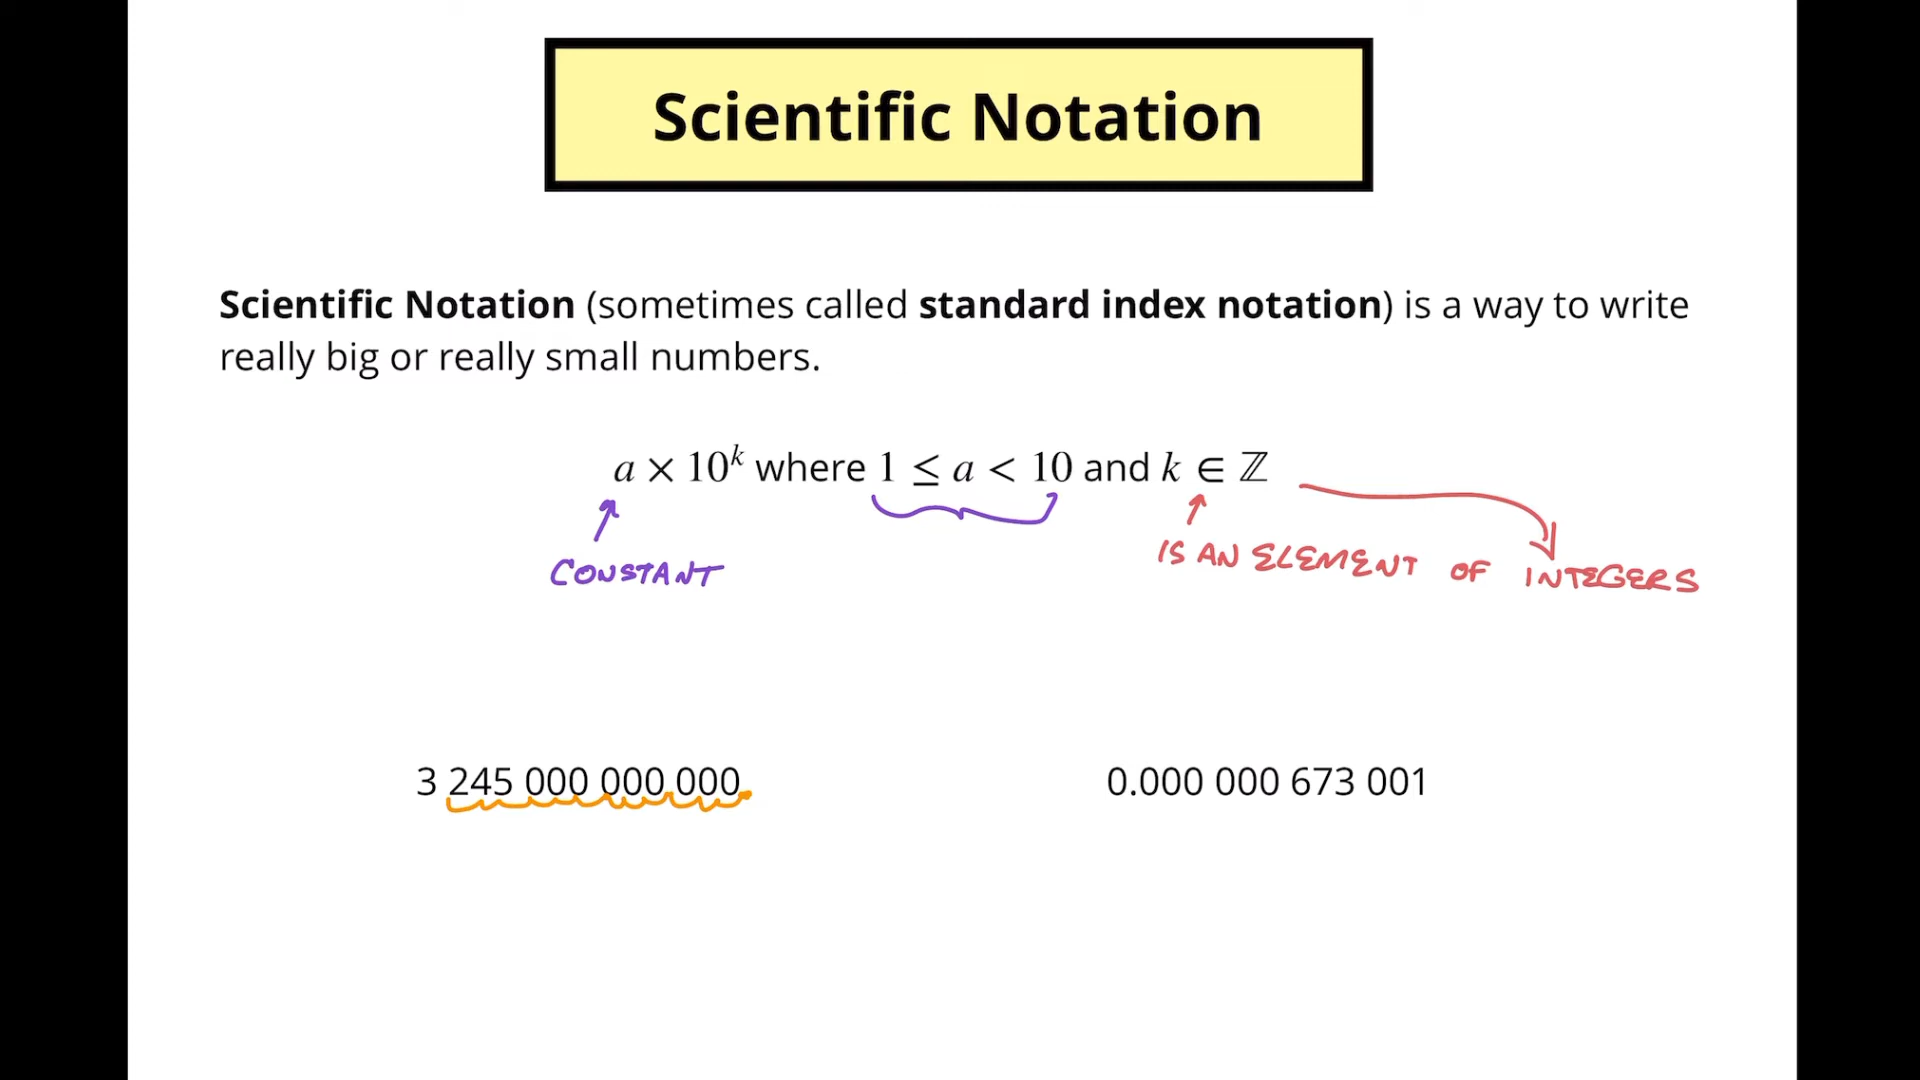 Scientific Notation
Scientific Notation (sometimes called standard index notation) is a way to write
really big or really small numbers.
a × 10^k where 1 ≤ a < 10 and k ∈ ℤ
CONSTANT
IS AN ELEMENT OF INTEGERS
3 245 000 000 000.
0.000 000 673 001